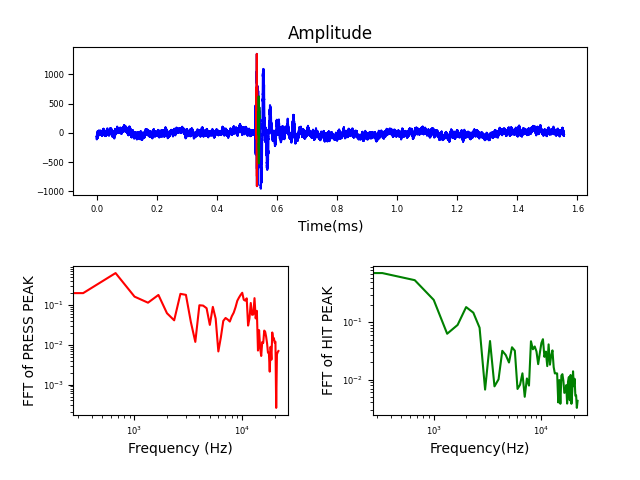 Amplitude
1000
500
0
−500
−1000
0.0 0.2 0.4 0.6 0.8 1.0 1.2 1.4 1.6
Time(ms)
FFT of PRESS PEAK
10⁻¹
10⁻²
10⁻³
10³ 10⁴
Frequency (Hz)
FFT of HIT PEAK
10⁻¹
10⁻²
10³ 10⁴
Frequency(Hz)